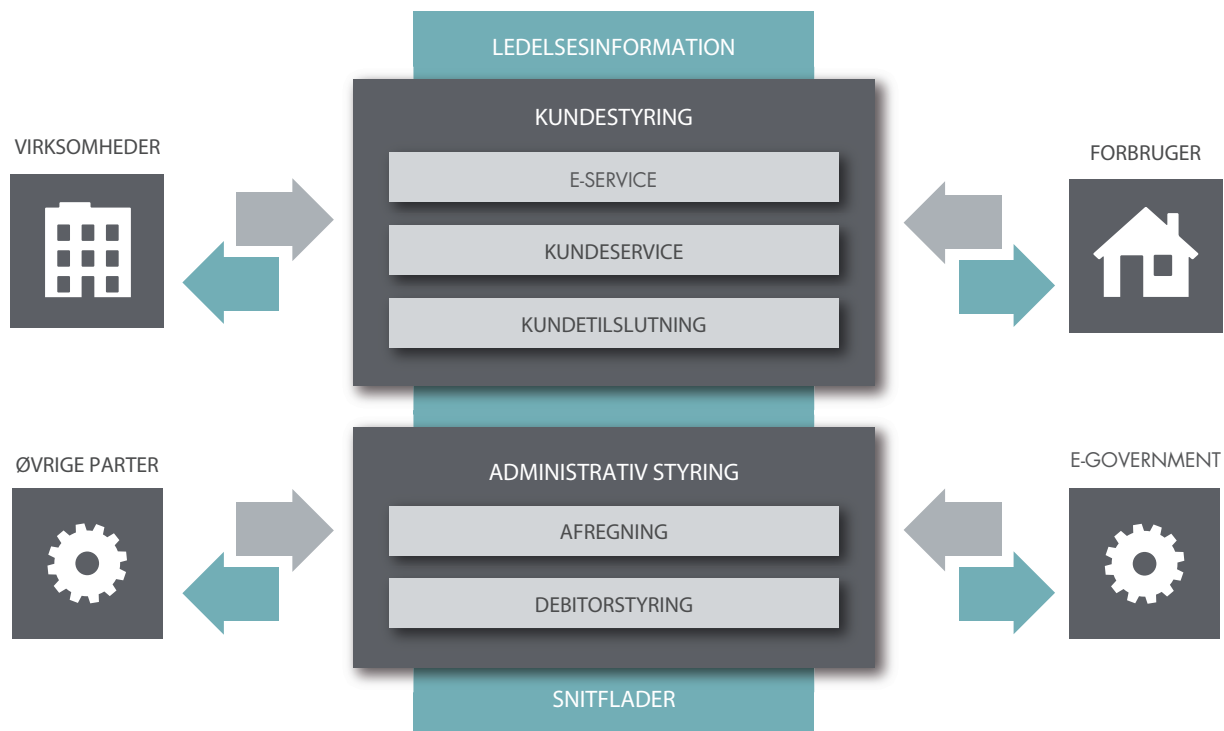 LEDELSESINFORMATION
KUNDESTYRING
E-SERVICE
KUNDESERVICE
KUNDETILSLUTNING
VIRKSOMHEDER
FORBRUGER
ØVRIGE PARTER
E-GOVERNMENT
ADMINISTRATIV STYRING
AFREGNING
DEBITORSTYRING
SNITFLADER